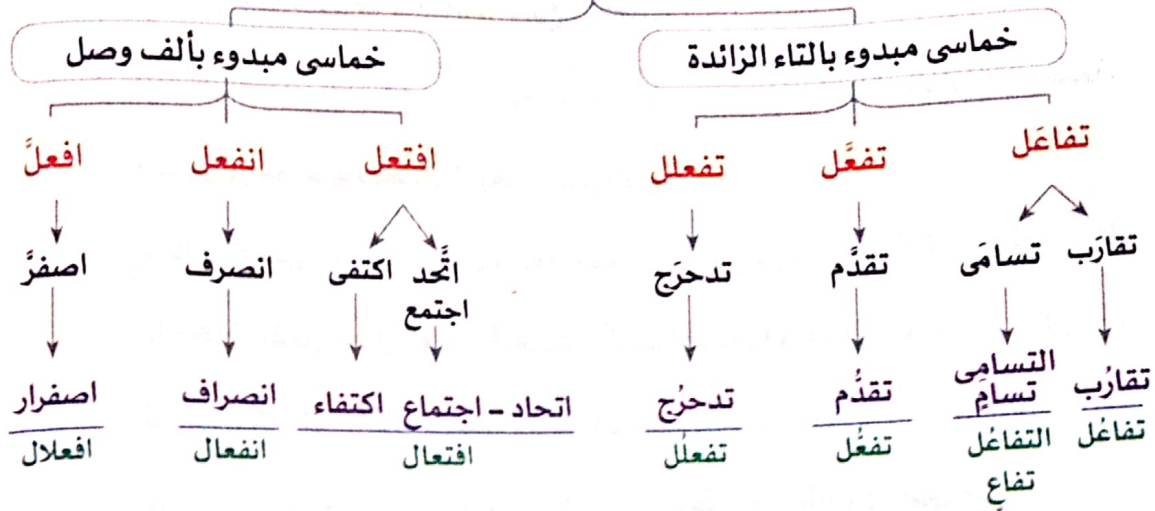 خماسى مبدوء بالتاء الزائدة
خماسى مبدوء بألف وصل
تفاعَل
تفعَّل
تفعلل
افتعل
انفعل
افعلَّ
تقارَب
تسامَى
تقدَّم
تدحرَج
اتَّحد
اجتمع
اكتفى
انصرف
اصفرَّ
تقارُب
التسامِى
تسامٍ
تقدُّم
تدحرُج
اتحاد - اجتماع
اكتفاء
انصراف
اصفرار
تفاعُل
التفاعُل
تفاعٍ
تفعُّل
تفعلُل
افتعال
انفعال
افعلال